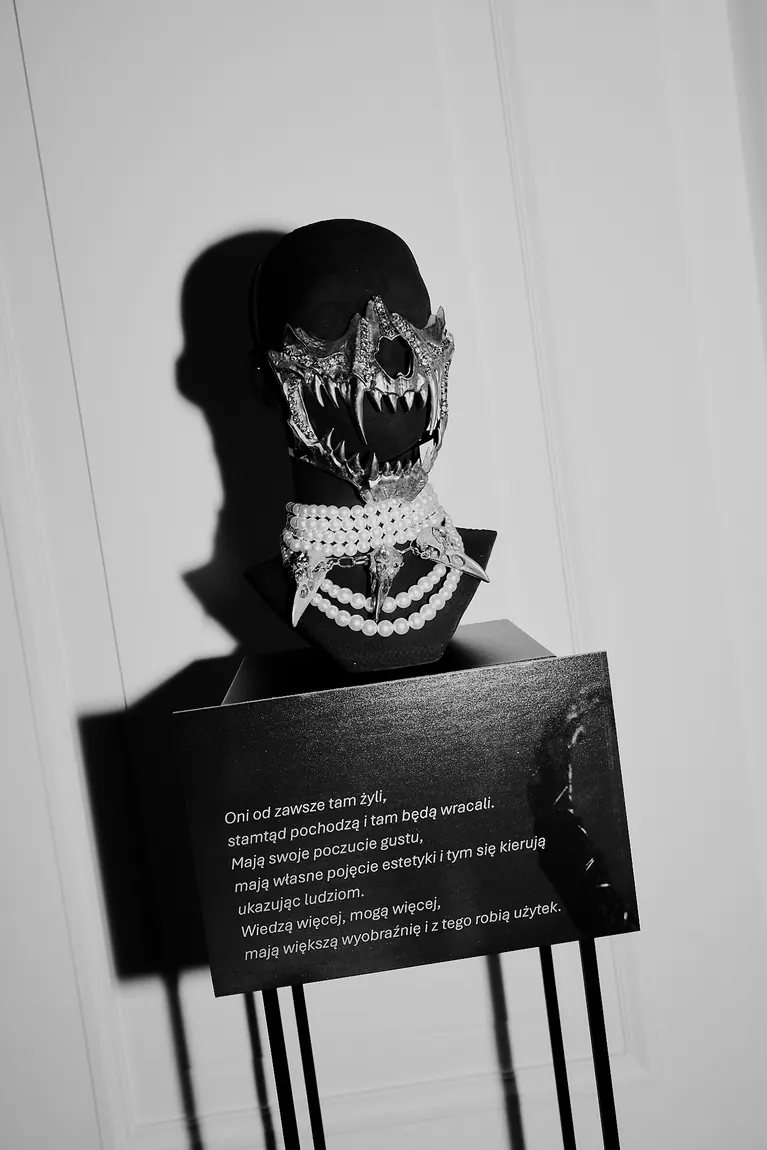 Oni od zawsze tam żyli,
stamtąd pochodzą i tam będą wracali.
Mają swoje poczucie gustu,
mają własne pojęcie estetyki i tym się kierują
ukazując ludziom.
Wiedzą więcej, mogą więcej,
mają większą wyobraźnię i z tego robią użytek.